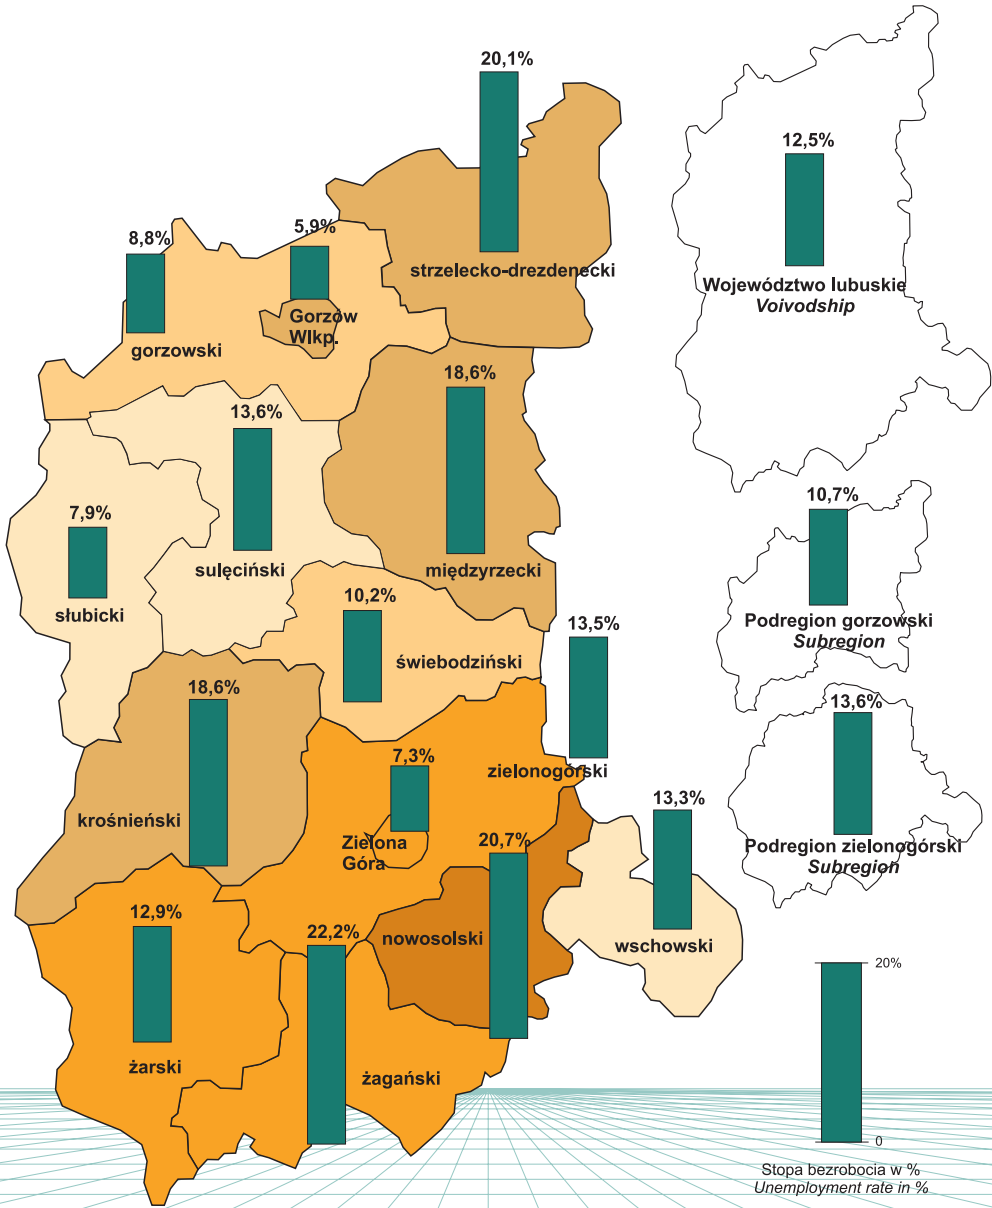 20,1%
strzelecko-drezdenecki
8,8%
gorzowski
5,9%
Gorzów
Wlkp.
18,6%
międzyrzecki
13,6%
sulęciński
7,9%
słubicki
10,2%
świebodziński
13,5%
zielonogórski
18,6%
krośnieński
7,3%
Zielona
Góra
20,7%
nowosolski
13,3%
wschowski
12,9%
żarski
22,2%
żagański
12,5%
Województwo lubuskie
Voivodship
10,7%
Podregion gorzowski
Subregion
13,6%
Podregion zielonogórski
Subregion
20%
0
Stopa bezrobocia w %
Unemployment rate in %